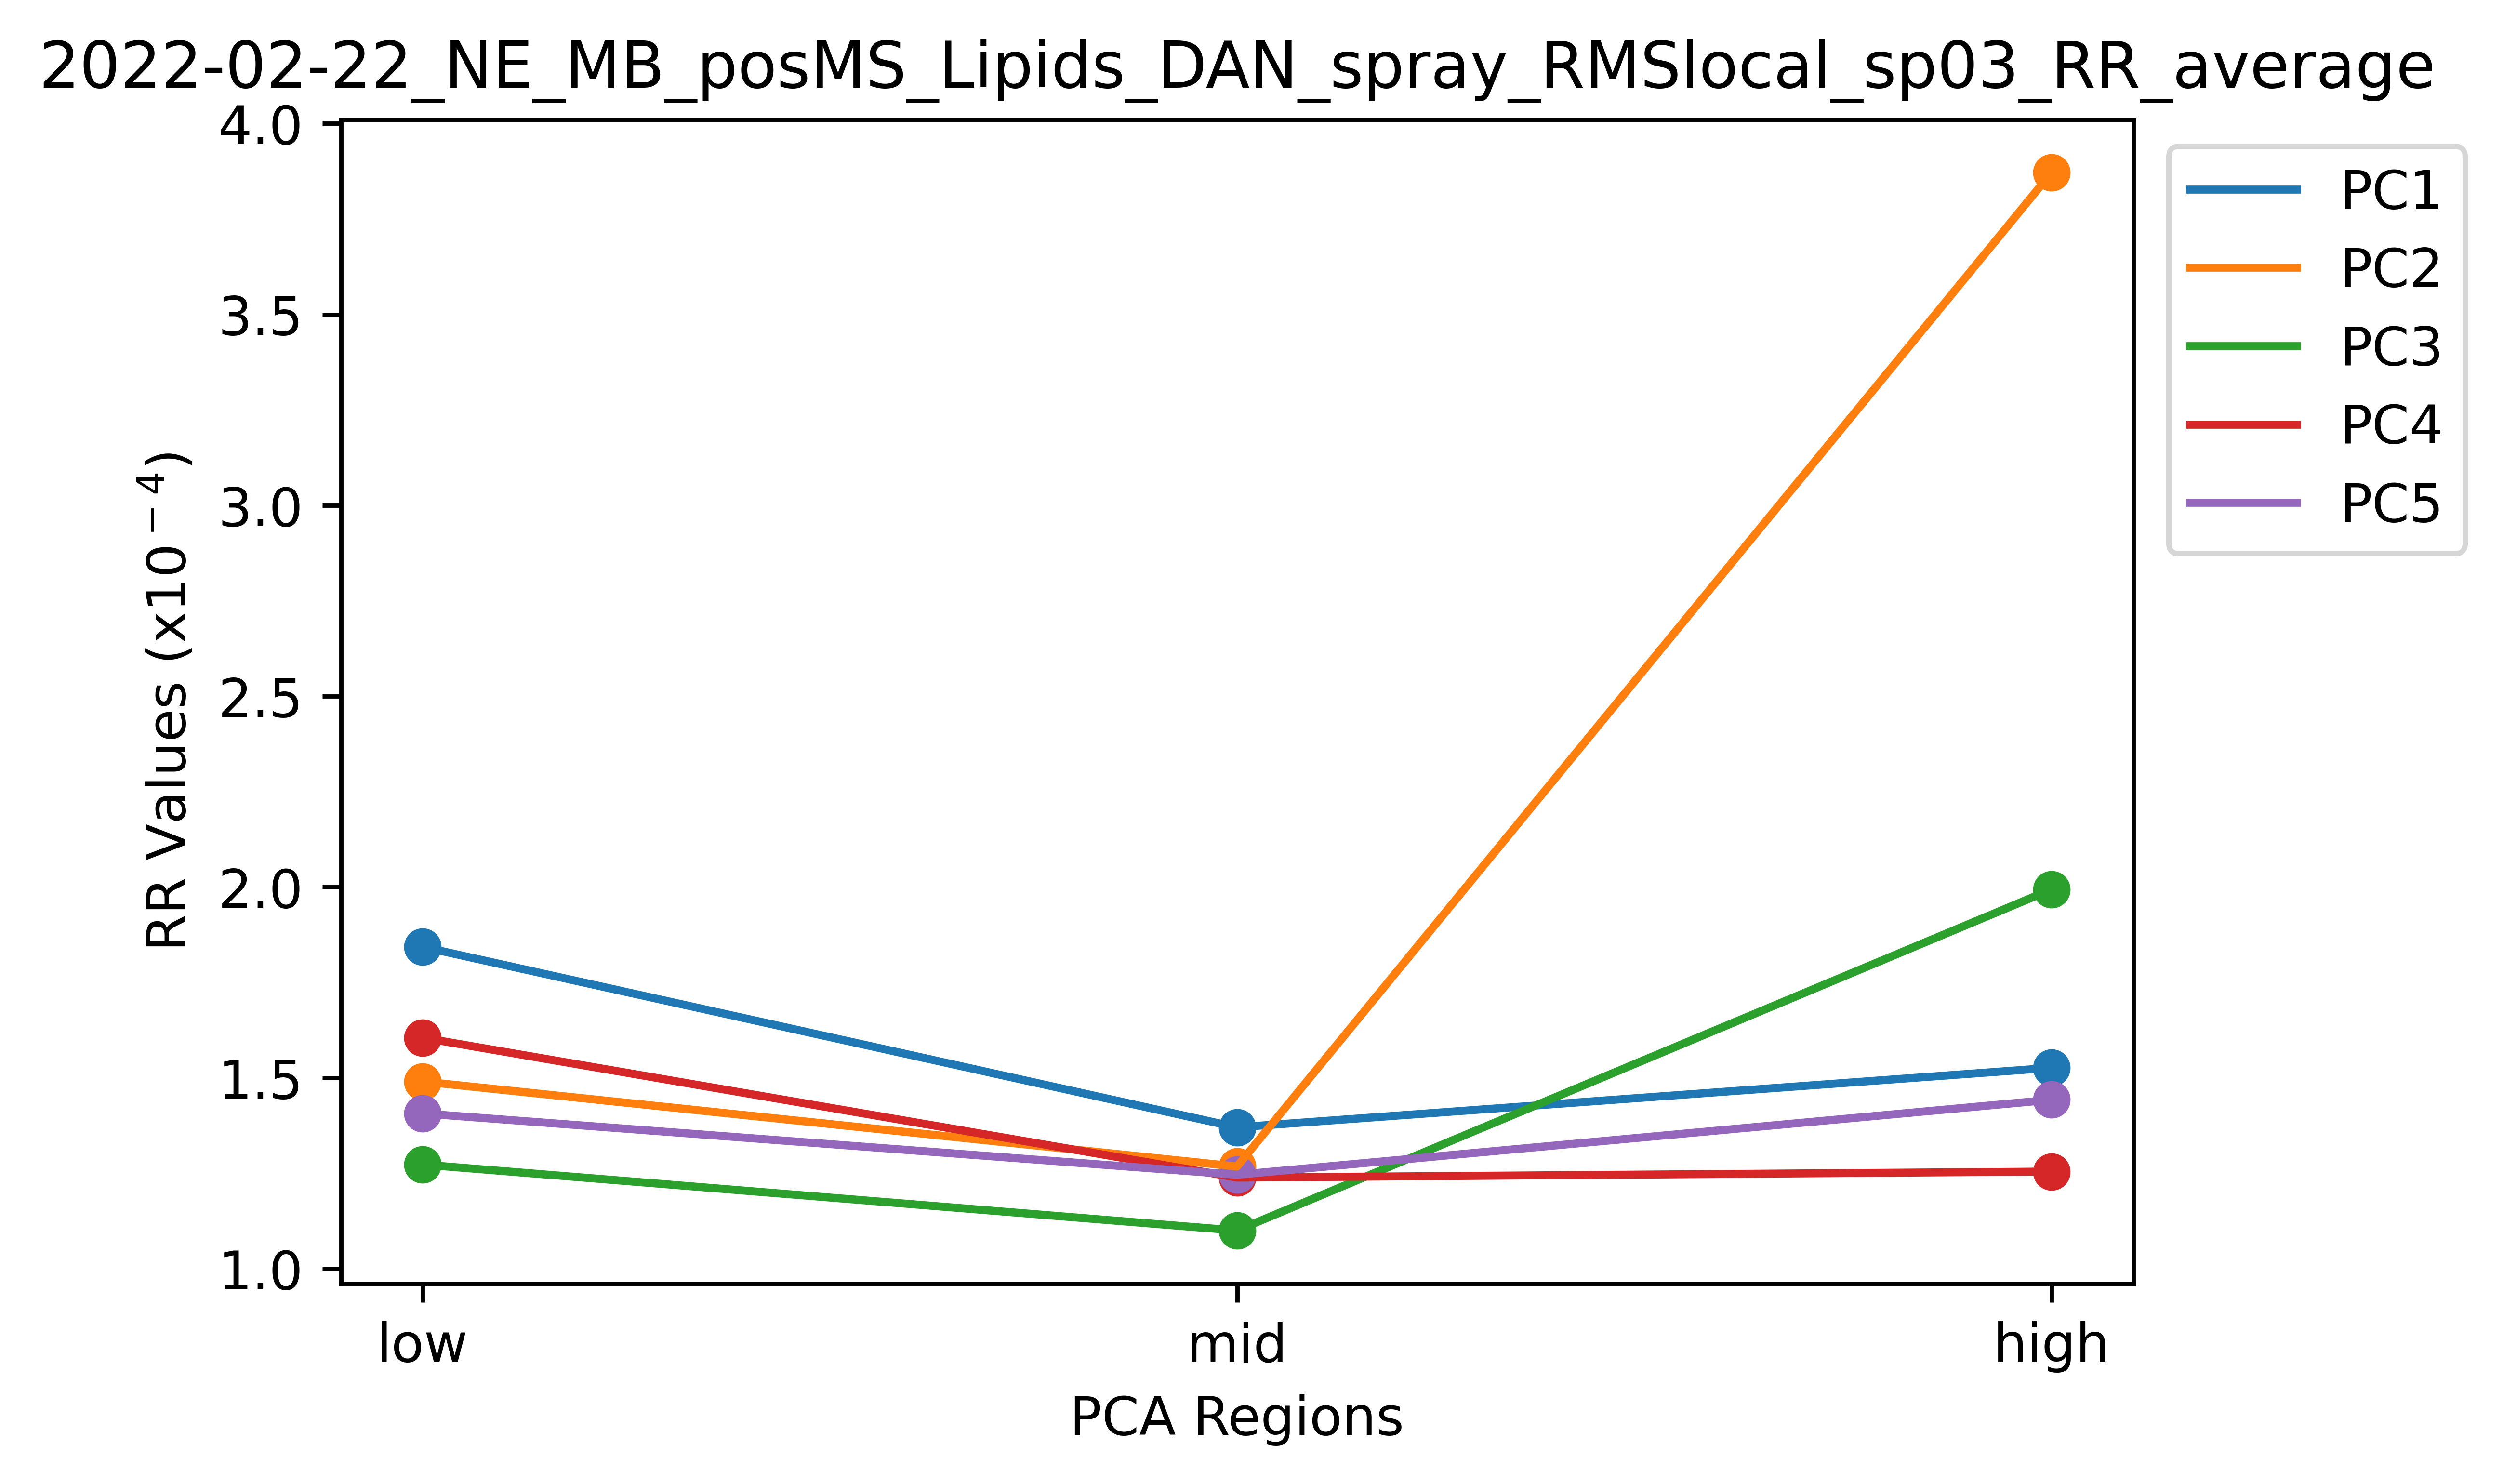 2022-02-22_NE_MB_posMS_Lipids_DAN_spray_RMSlocal_sp03_RR_average
4.0
3.5
3.0
2.5
2.0
1.5
1.0
RR Values (x10⁻⁴)
low
mid
high
PCA Regions
PC1
PC2
PC3
PC4
PC5